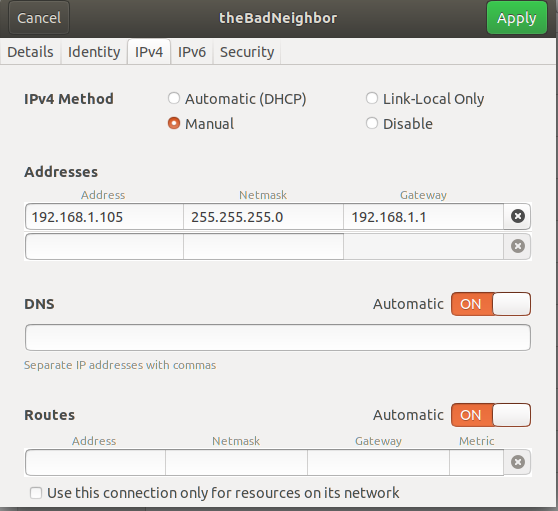 Cancel theBadNeighbor Apply
Details Identity IPv4 IPv6 Security
IPv4 Method Automatic (DHCP) Link-Local Only
Manual Disable
Addresses
Address Netmask Gateway
192.168.1.105 255.255.255.0 192.168.1.1
DNS Automatic ON
Separate IP addresses with commas
Routes Automatic ON
Address Netmask Gateway Metric
Use this connection only for resources on its network